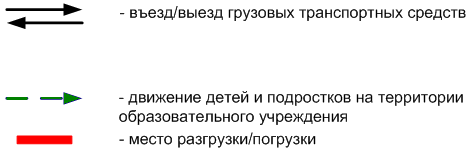 - въезд/выезд грузовых транспортных средств
- движение детей и подростков на территории
образовательного учреждения
- место разгрузки/погрузки